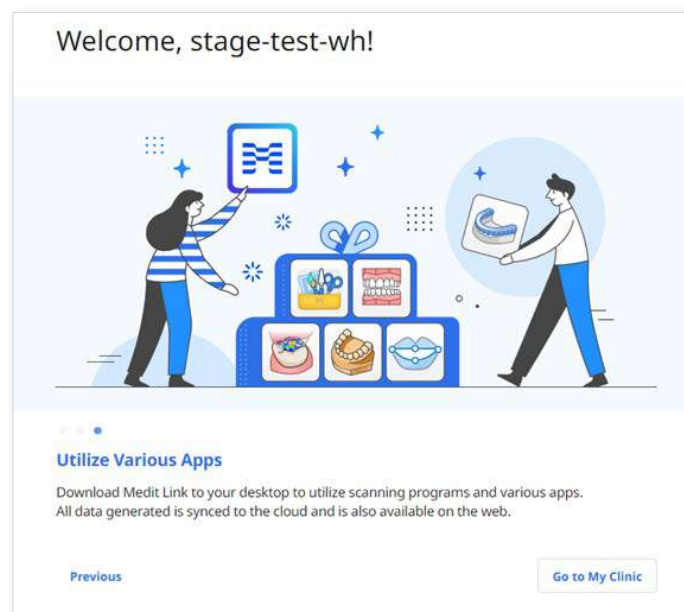 Welcome, stage-test-wh!
Utilize Various Apps
Download Medit Link to your desktop to utilize scanning programs and various apps.
All data generated is synced to the cloud and is also available on the web.
Previous
Go to My Clinic